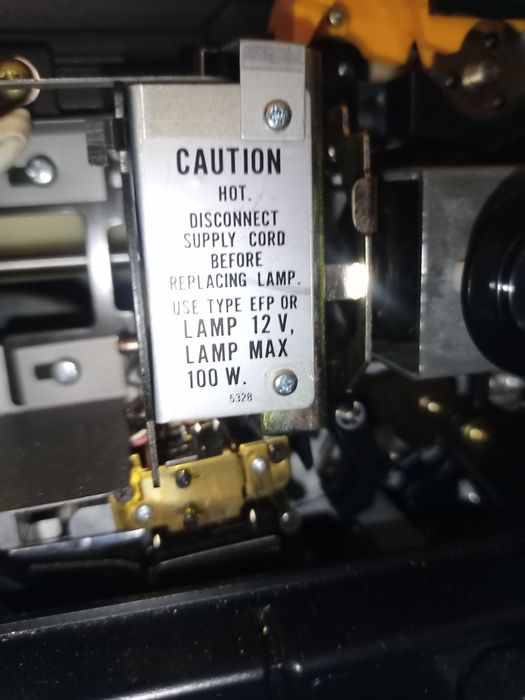 CAUTION
HOT.
DISCONNECT
SUPPLY CORD
BEFORE
REPLACING LAMP.
USE TYPE EFP OR
LAMP 12 V,
LAMP MAX
100 W.
5328